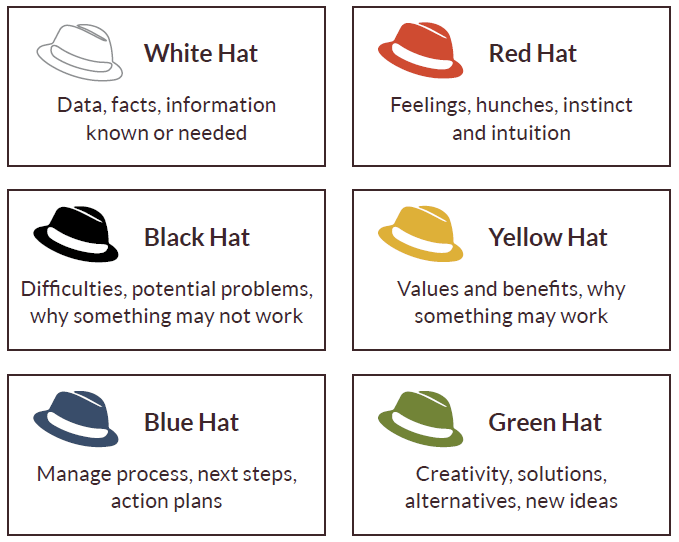 White Hat
Data, facts, information
known or needed
Red Hat
Feelings, hunches, instinct
and intuition
Black Hat
Difficulties, potential problems,
why something may not work
Yellow Hat
Values and benefits, why
something may work
Blue Hat
Manage process, next steps,
action plans
Green Hat
Creativity, solutions,
alternatives, new ideas